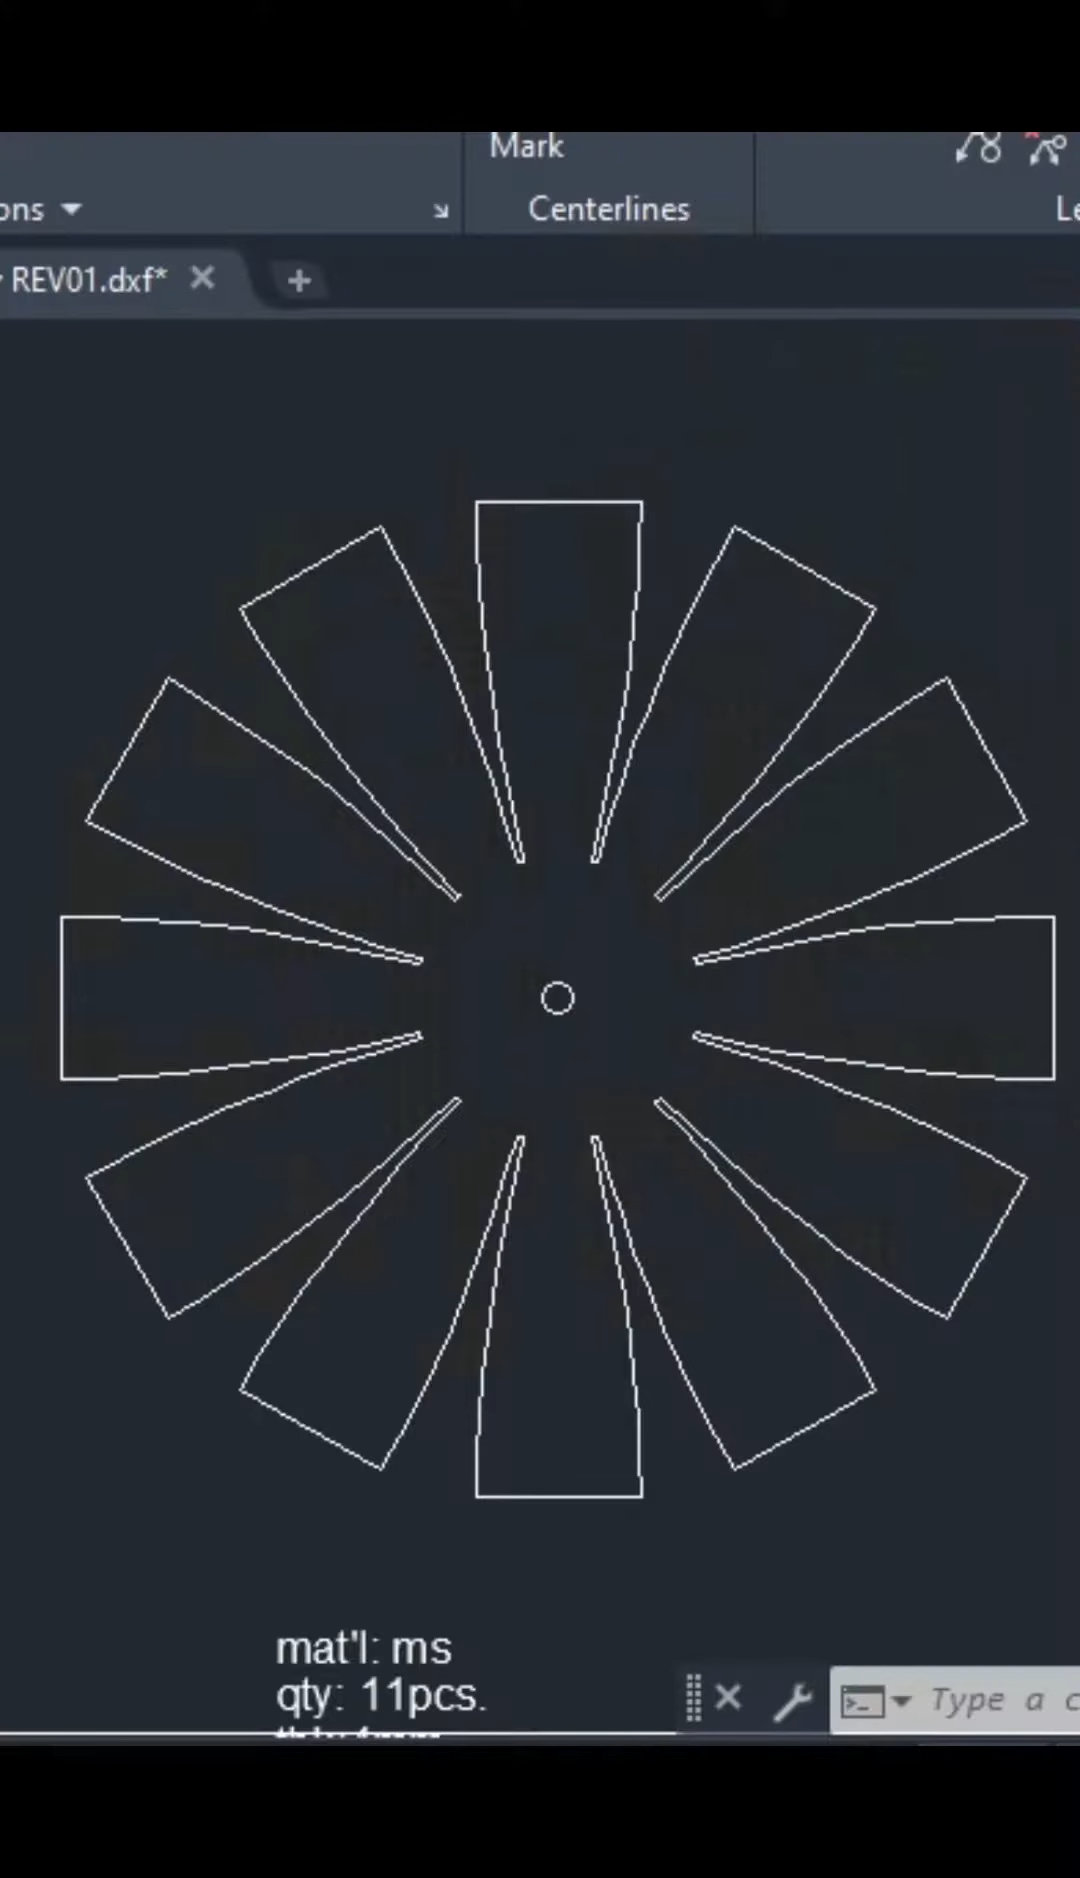 Mark
ons
Centerlines
Le
REV01.dxf*
mat'l: ms
qty: 11pcs.
Type a c